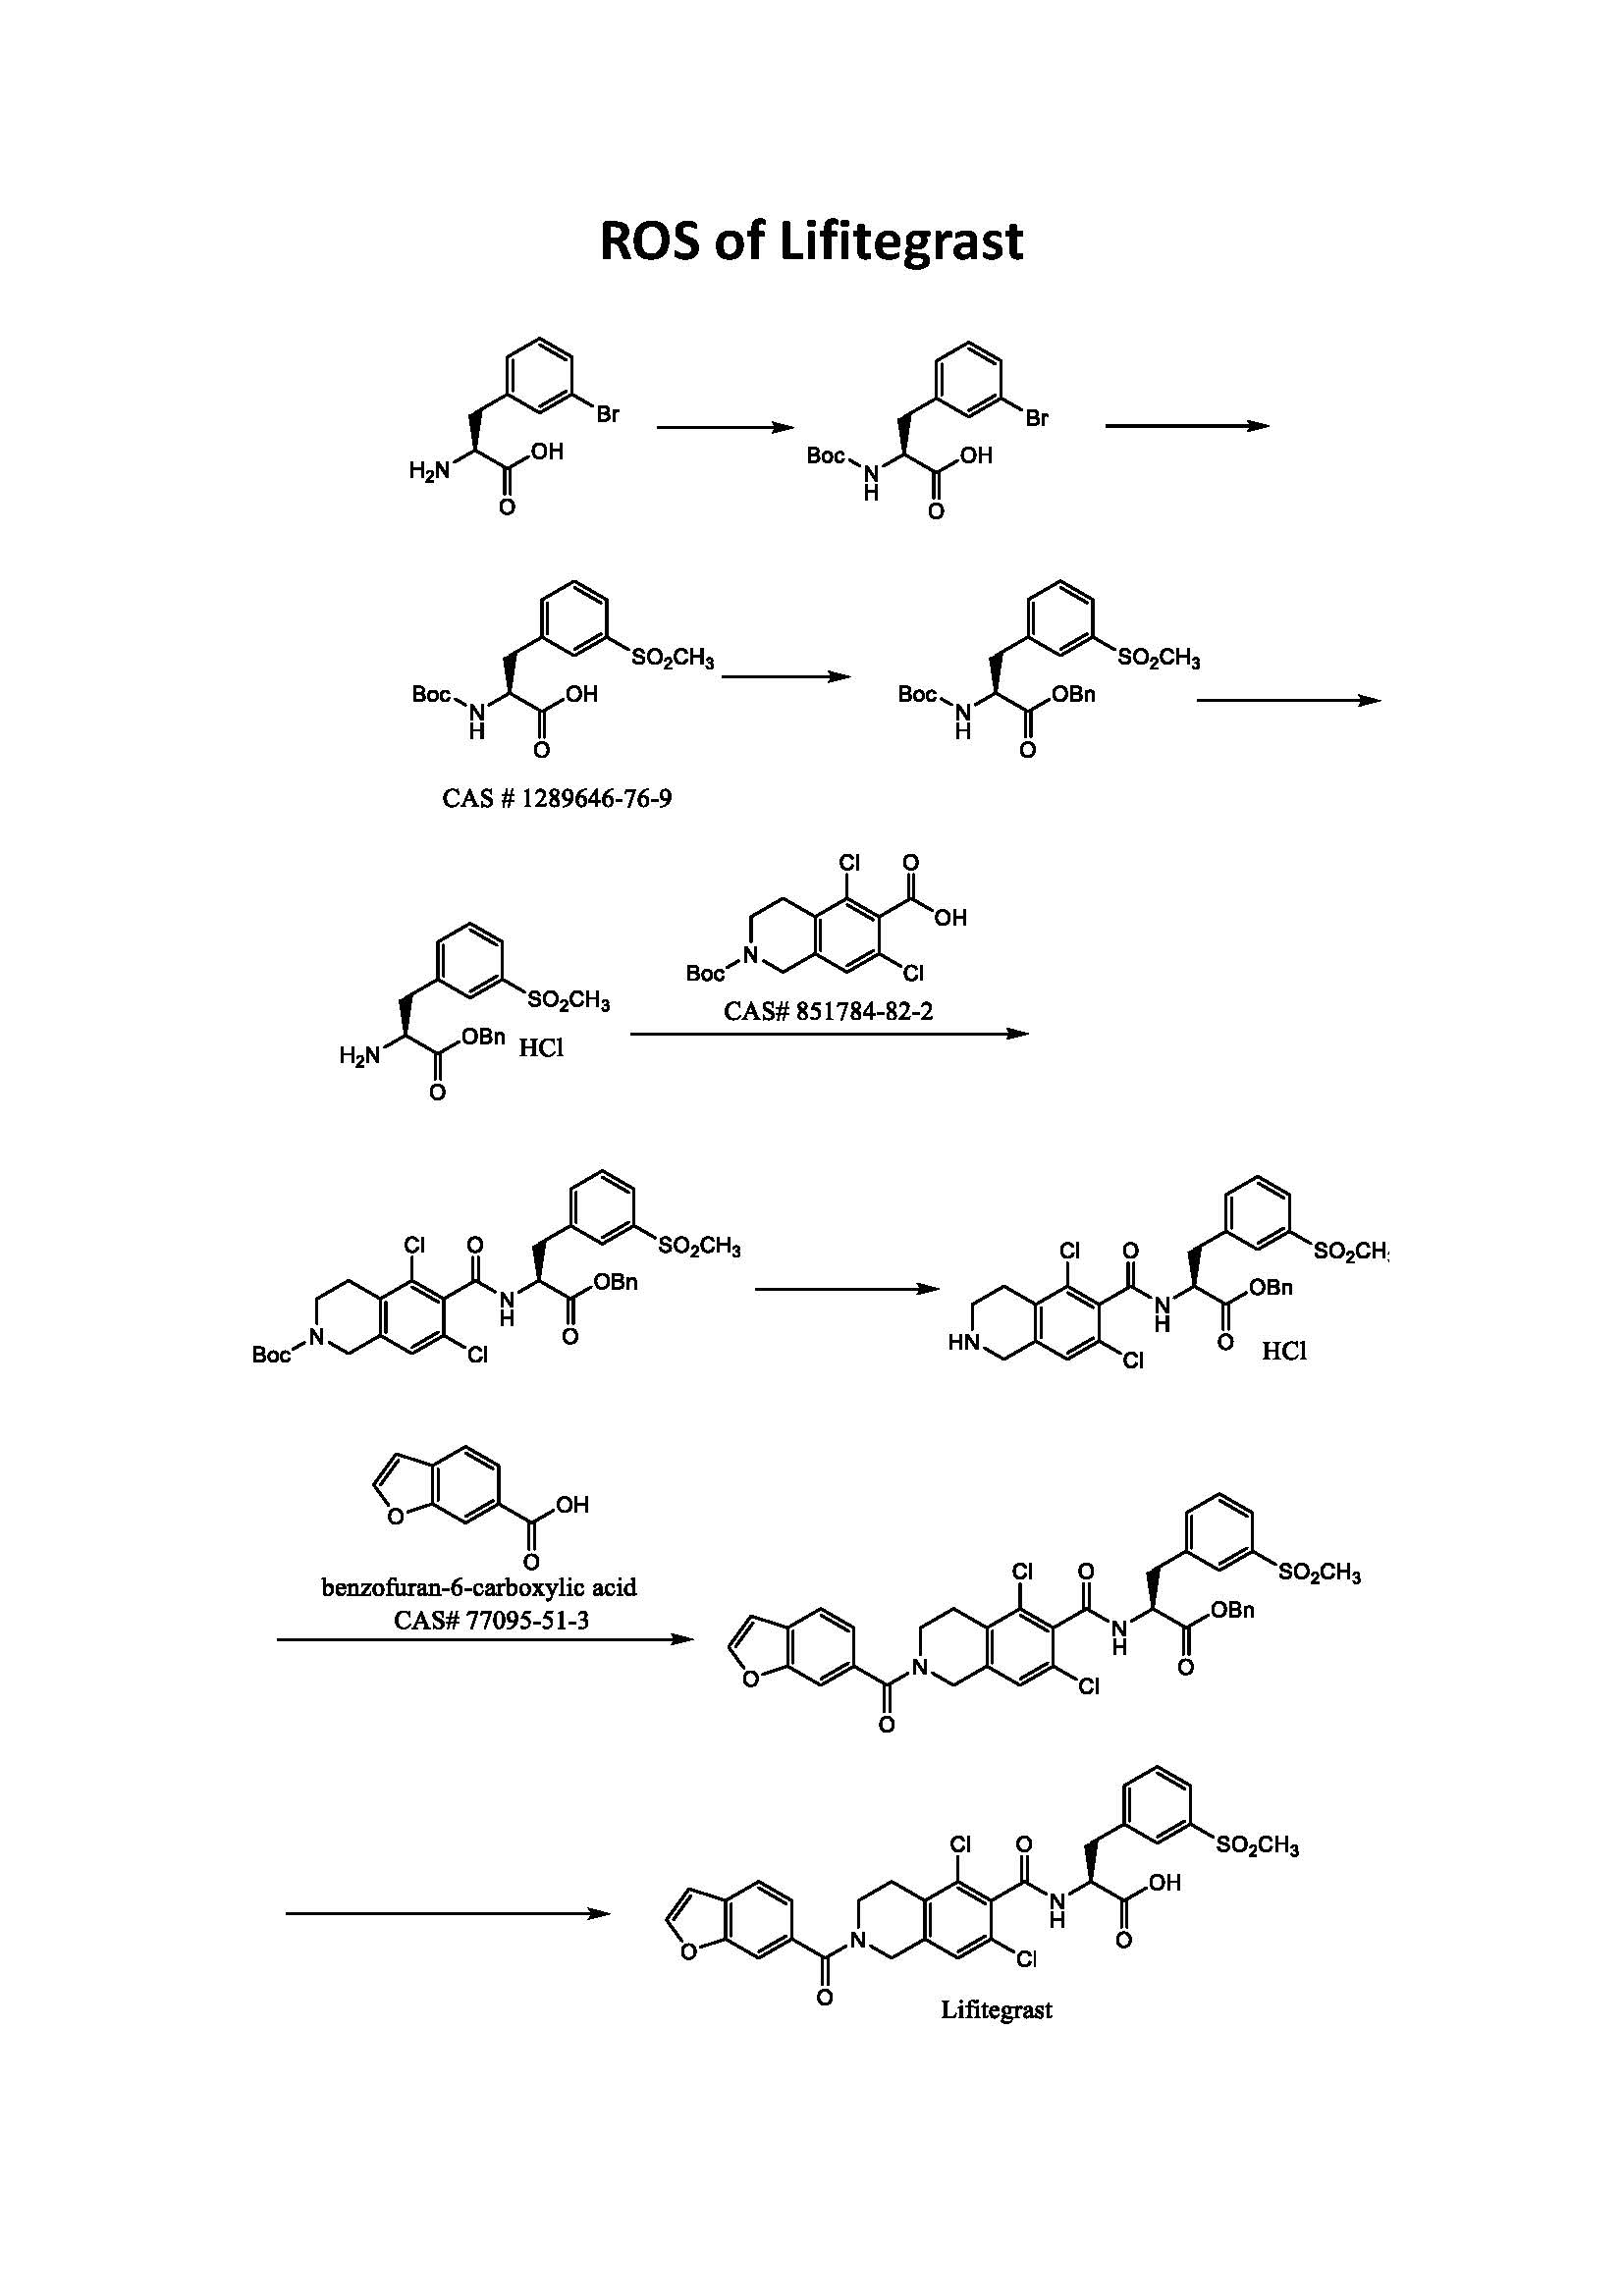 ROS of Lifitegrast
Br
H2N
OH
O
Br
Boc
N
H
OH
O
SO2CH3
Boc
N
H
OH
O
CAS # 1289646-76-9
SO2CH3
Boc
N
H
OBn
O
SO2CH3
H2N
OBn
HCl
O
Cl
O
OH
N
Boc
Cl
CAS# 851784-82-2
SO2CH3
Cl
O
OBn
N
H
O
N
Boc
Cl
SO2CH
Cl
O
OBn
N
H
O
HN
Cl
HCl
OH
O
O
benzofuran-6-carboxylic acid
CAS# 77095-51-3
SO2CH3
Cl
O
OBn
N
H
O
N
O
Cl
O
SO2CH3
Cl
O
OH
N
H
O
N
O
Cl
O
Lifitegrast